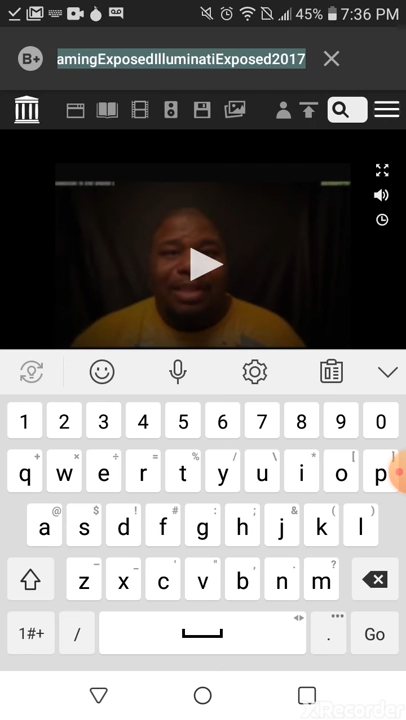 45% 7:36 PM
B+ amingExposedIlluminatiExposed2017
1 2 3 4 5 6 7 8 9 0
+ × ÷ = % / \ * [ ]
q w e r t y u i o p
@ $ ! # : ; & ( )
a s d f g h j k l
- _ ' " , ?
z x c v b n m
1#+ / . Go
XRecorder